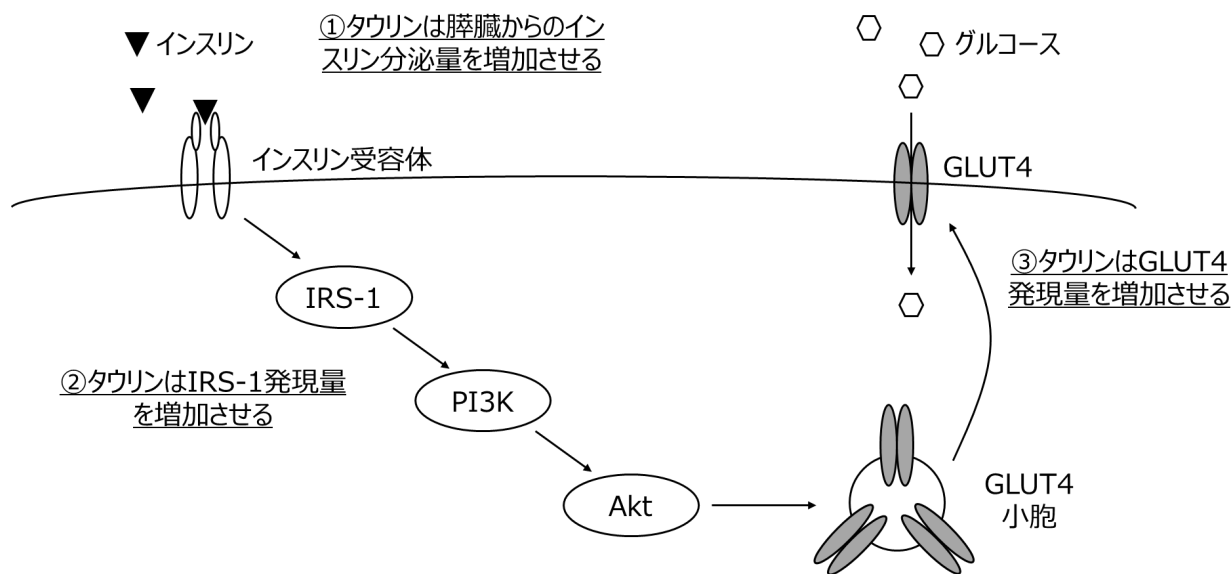 ①タウリンは膵臓からのイン
スリン分泌量を増加させる
インスリン
グルコース
インスリン受容体
GLUT4
③タウリンはGLUT4
発現量を増加させる
IRS-1
②タウリンはIRS-1発現量
を増加させる
PI3K
Akt
GLUT4
小胞